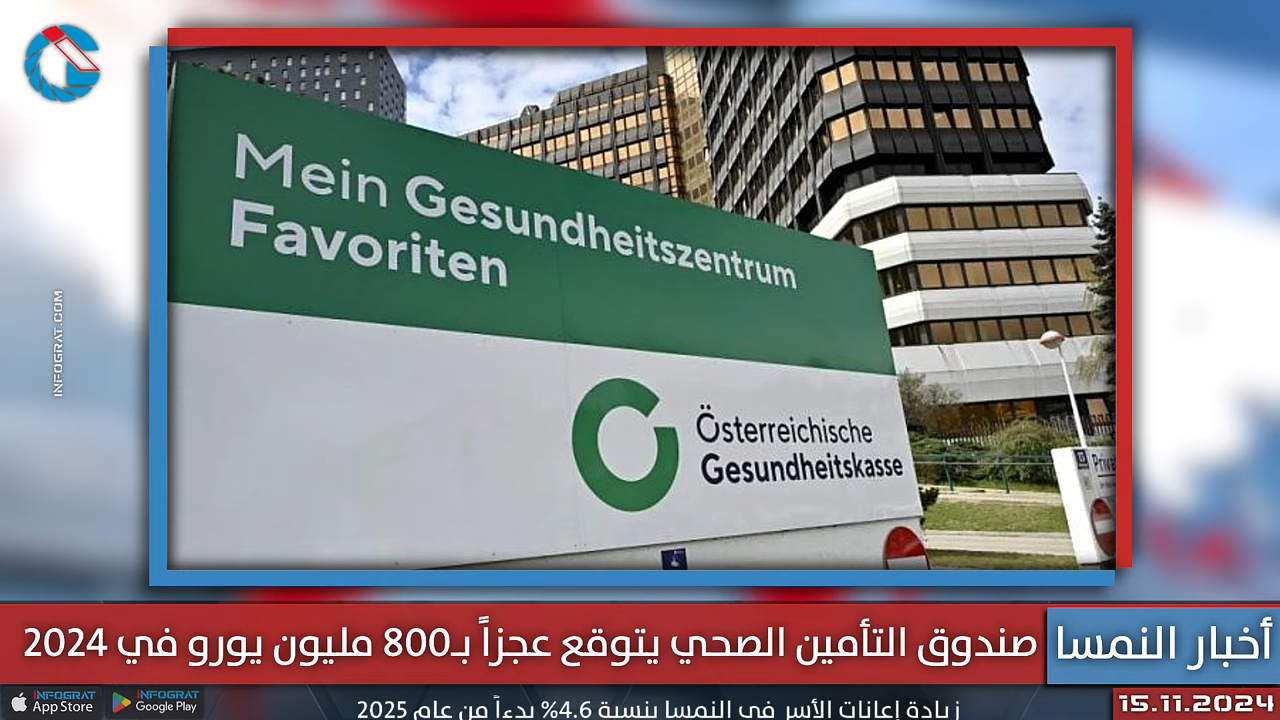 INFOGRAT.COM
Mein Gesundheitszentrum
Favoriten
Österreichische
Gesundheitskasse
Priva
أخبار النمسا
صندوق التأمين الصحي يتوقع عجزاً بـ800 مليون يورو في 2024
INFOGRAT
App Store
INFOGRAT
Google Play
زيادة إعانات الأسر في النمسا بنسبة 4.6% بدءاً من عام 2025
15.11.2024